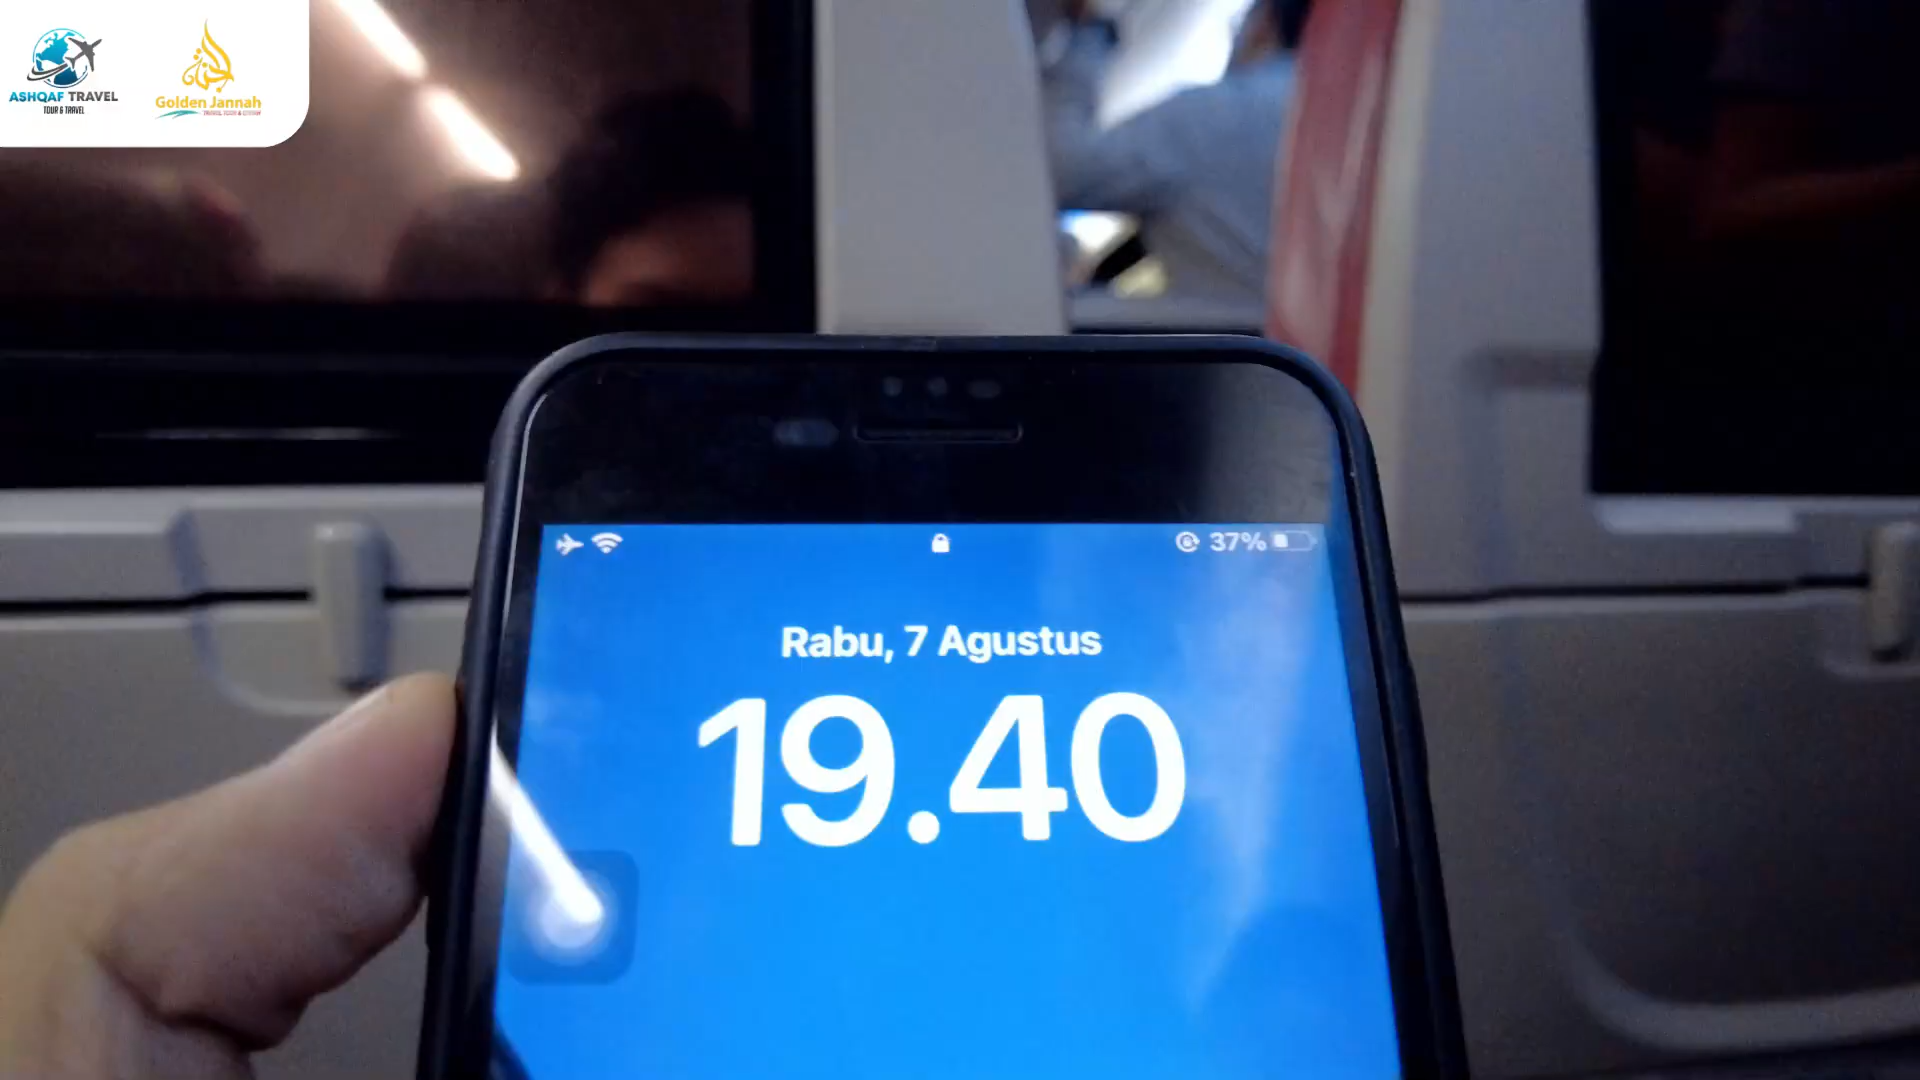 ASHQAF TRAVEL
TOUR & TRAVEL
Golden Jannah
37%
Rabu, 7 Agustus
19.40